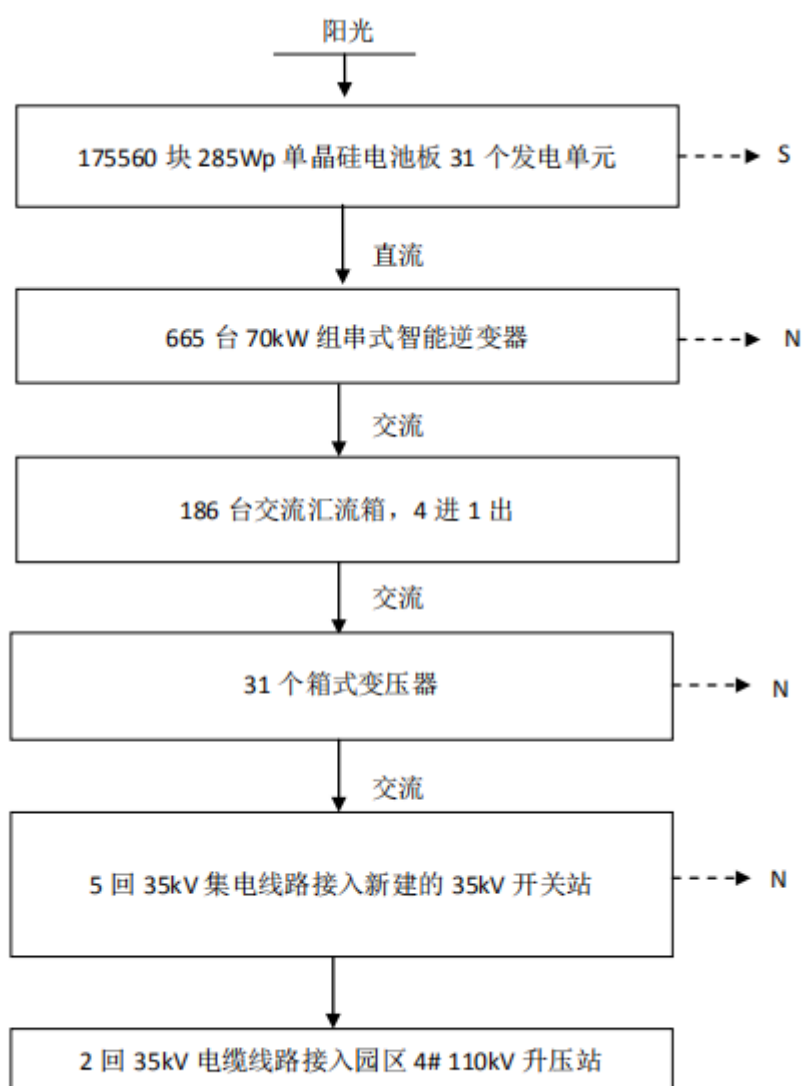 阳光
175560 块 285Wp 单晶硅电池板 31 个发电单元
S
直流
665 台 70kW 组串式智能逆变器
N
交流
186 台交流汇流箱，4 进 1 出
交流
31 个箱式变压器
N
交流
5 回 35kV 集电线路接入新建的 35kV 开关站
N
2 回 35kV 电缆线路接入园区 4# 110kV 升压站